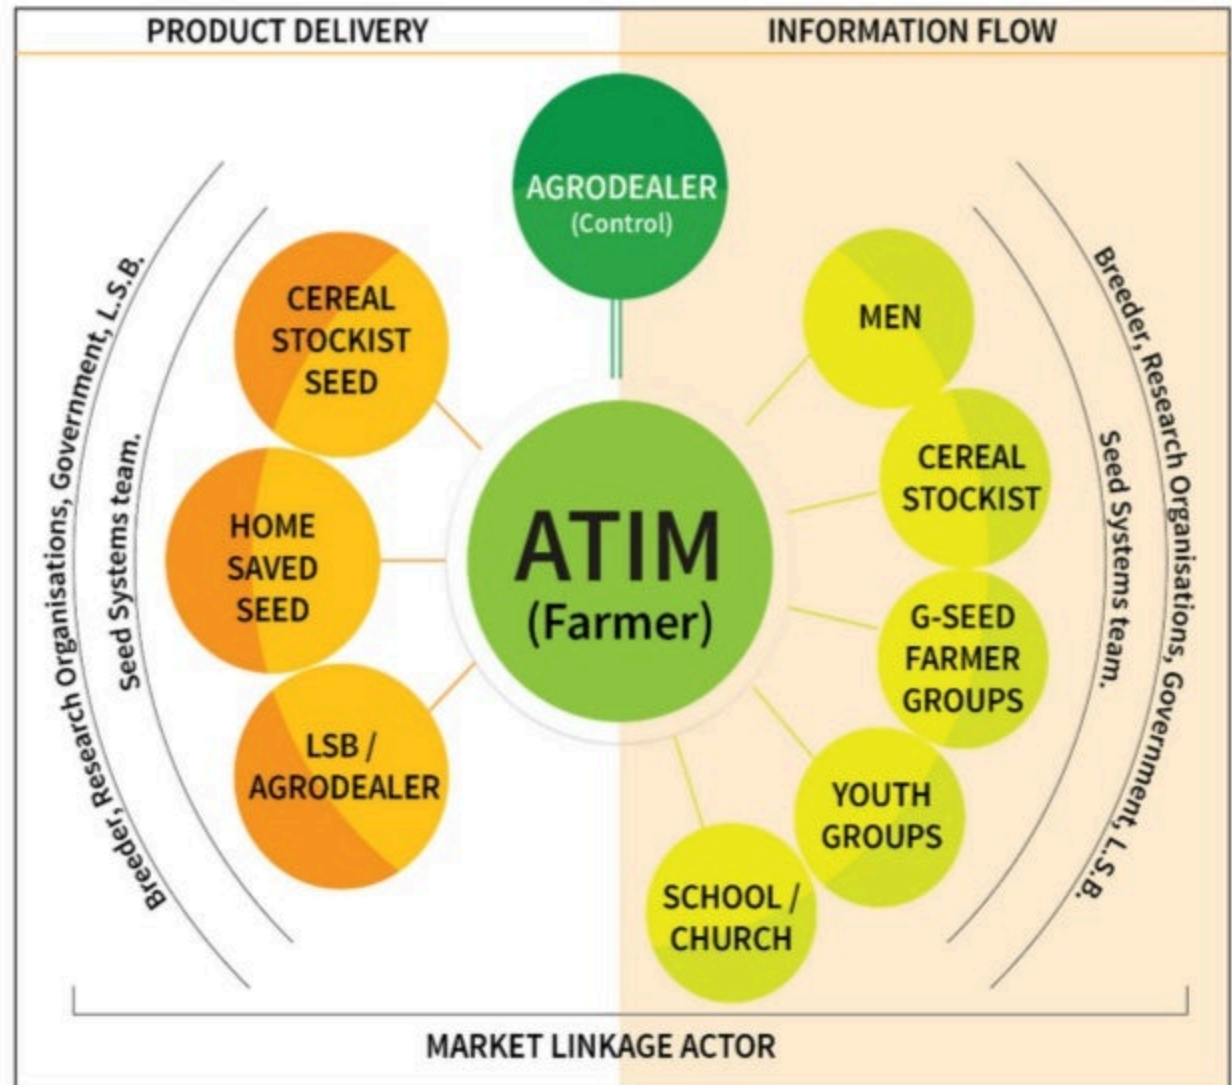 PRODUCT DELIVERY
INFORMATION FLOW
AGRODEALER
(Control)
CEREAL
STOCKIST
SEED
HOME
SAVED
SEED
LSB /
AGRODEALER
Breeder, Research Organisations, Government, L.S.B.
Seed Systems team.
ATIM
(Farmer)
MEN
CEREAL
STOCKIST
G-SEED
FARMER
GROUPS
YOUTH
GROUPS
SCHOOL /
CHURCH
Seed Systems team.
Breeder, Research Organisations, Government, L.S.B.
MARKET LINKAGE ACTOR